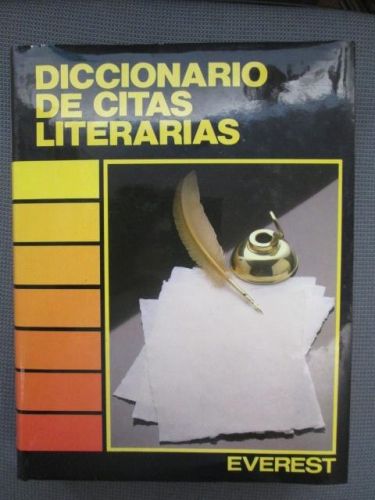 DICCIONARIO
DE CITAS
LITERARIAS
EVEREST